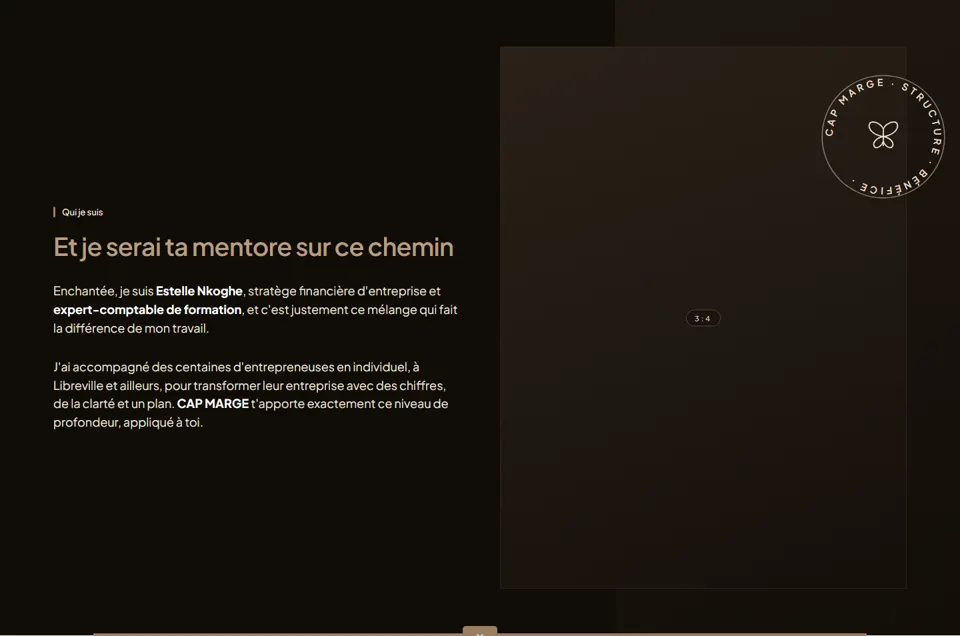 CAP MARGE · STRUCTURE · BÉNÉFICE ·
Qui je suis
Et je serai ta mentore sur ce chemin
Enchantée, je suis Estelle Nkoghe, stratège financière d'entreprise et
expert-comptable de formation, et c'est justement ce mélange qui fait
la différence de mon travail.
J'ai accompagné des centaines d'entrepreneuses en individuel, à
Libreville et ailleurs, pour transformer leur entreprise avec des chiffres,
de la clarté et un plan. CAP MARGE t'apporte exactement ce niveau de
profondeur, appliqué à toi.
3:4